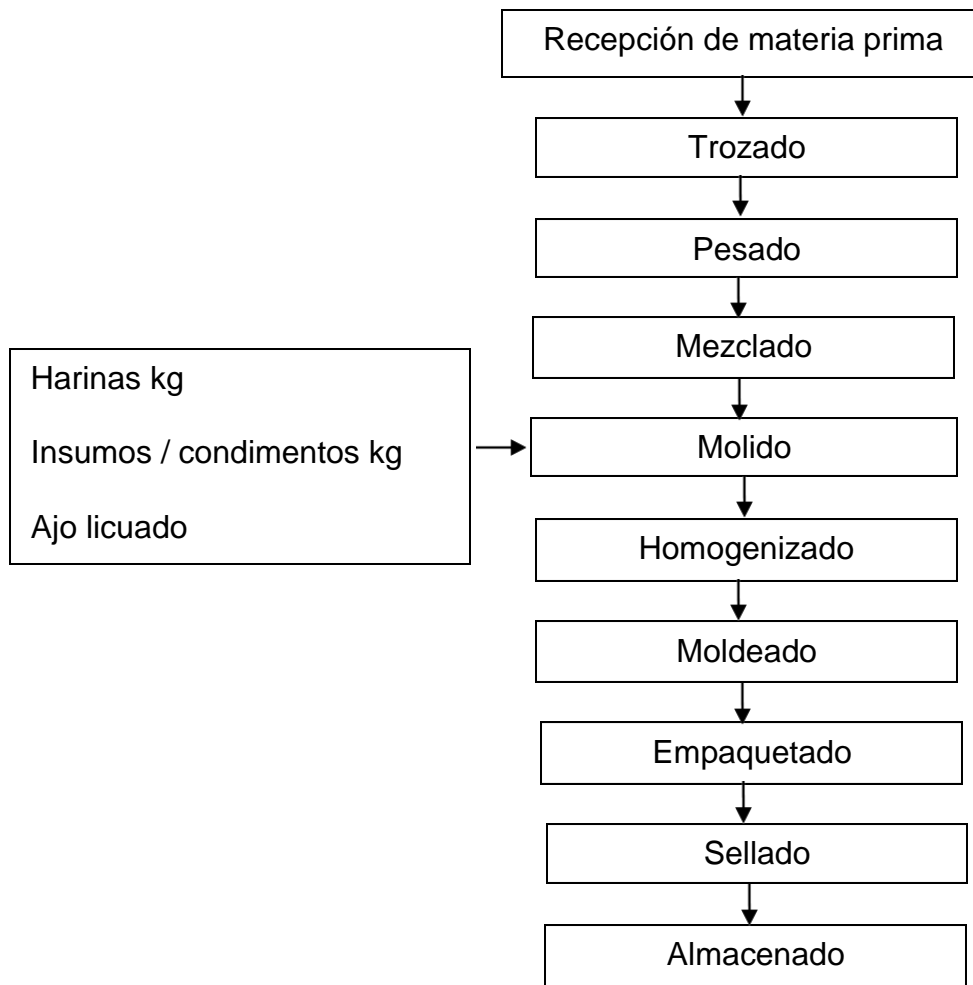 Recepción de materia prima
Trozado
Pesado
Mezclado
Harinas kg
Insumos / condimentos kg
Ajo licuado
Molido
Homogenizado
Moldeado
Empaquetado
Sellado
Almacenado